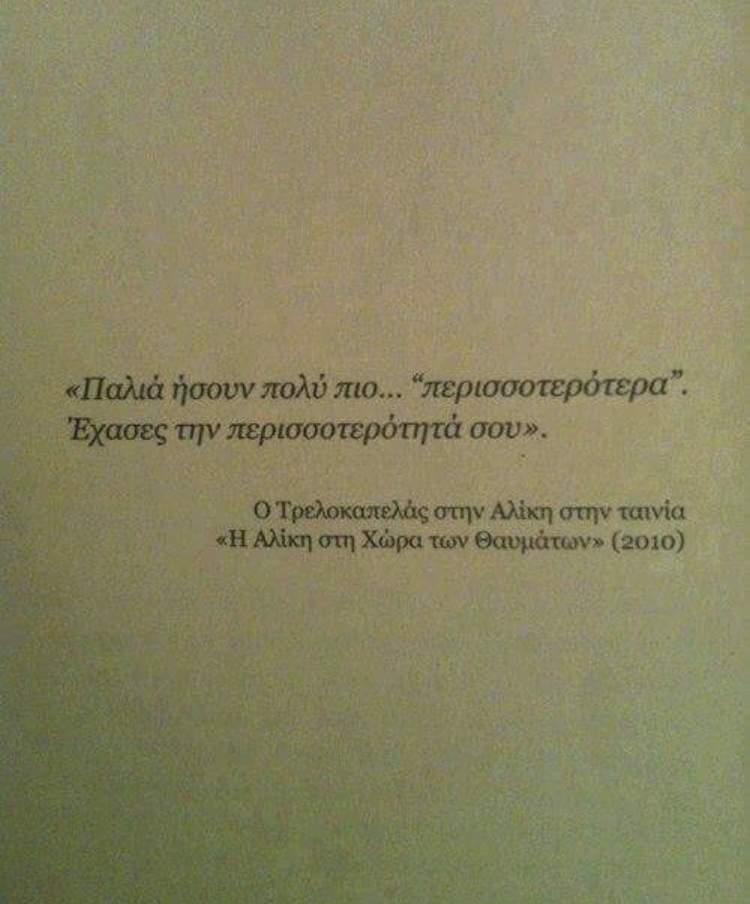 «Παλιά ήσουν πολύ πιο... “περισσοτερότερα”.
Έχασες την περισσοτερότητά σου».
Ο Τρελοκαπελάς στην Αλίκη στην ταινία
«Η Αλίκη στη Χώρα των Θαυμάτων» (2010)